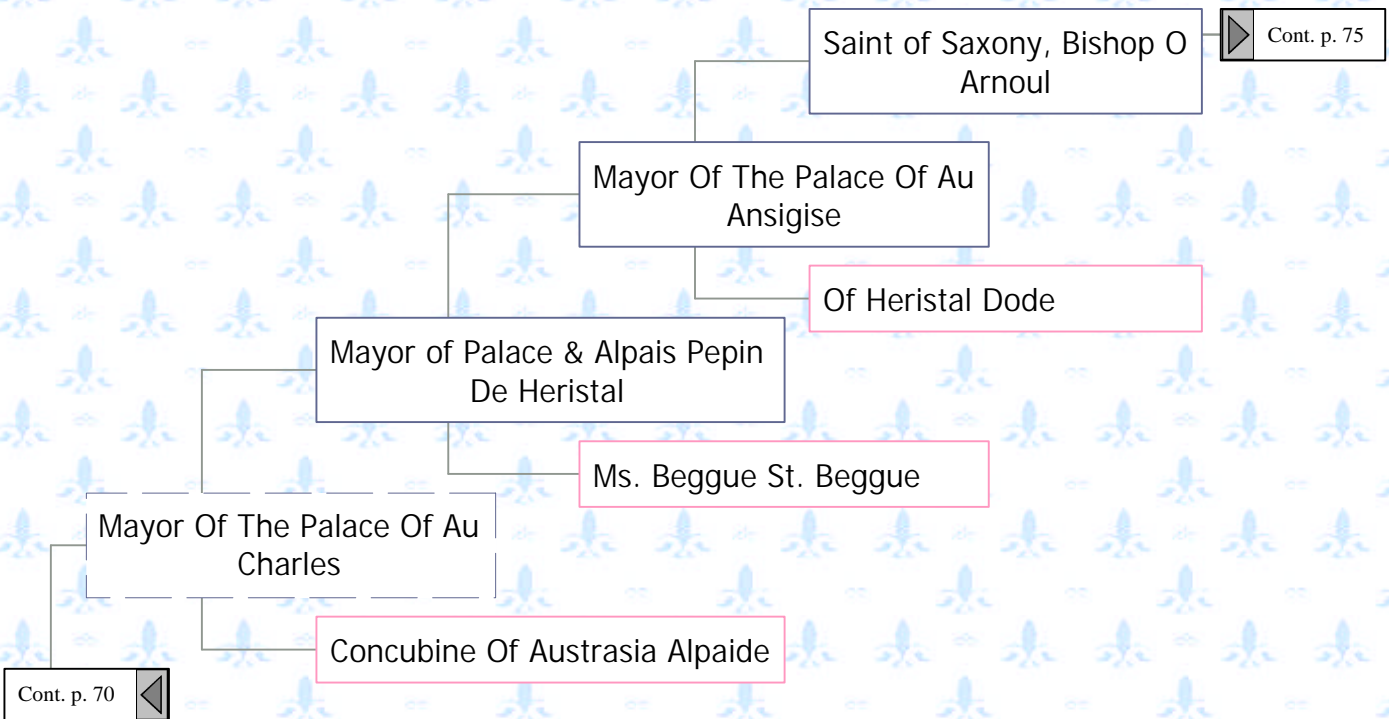 Saint of Saxony, Bishop O
Arnoul
Cont. p. 75
Mayor Of The Palace Of Au
Ansigise
Of Heristal Dode
Mayor of Palace & Alpais Pepin
De Heristal
Ms. Beggue St. Beggue
Mayor Of The Palace Of Au
Charles
Concubine Of Austrasia Alpaide
Cont. p. 70